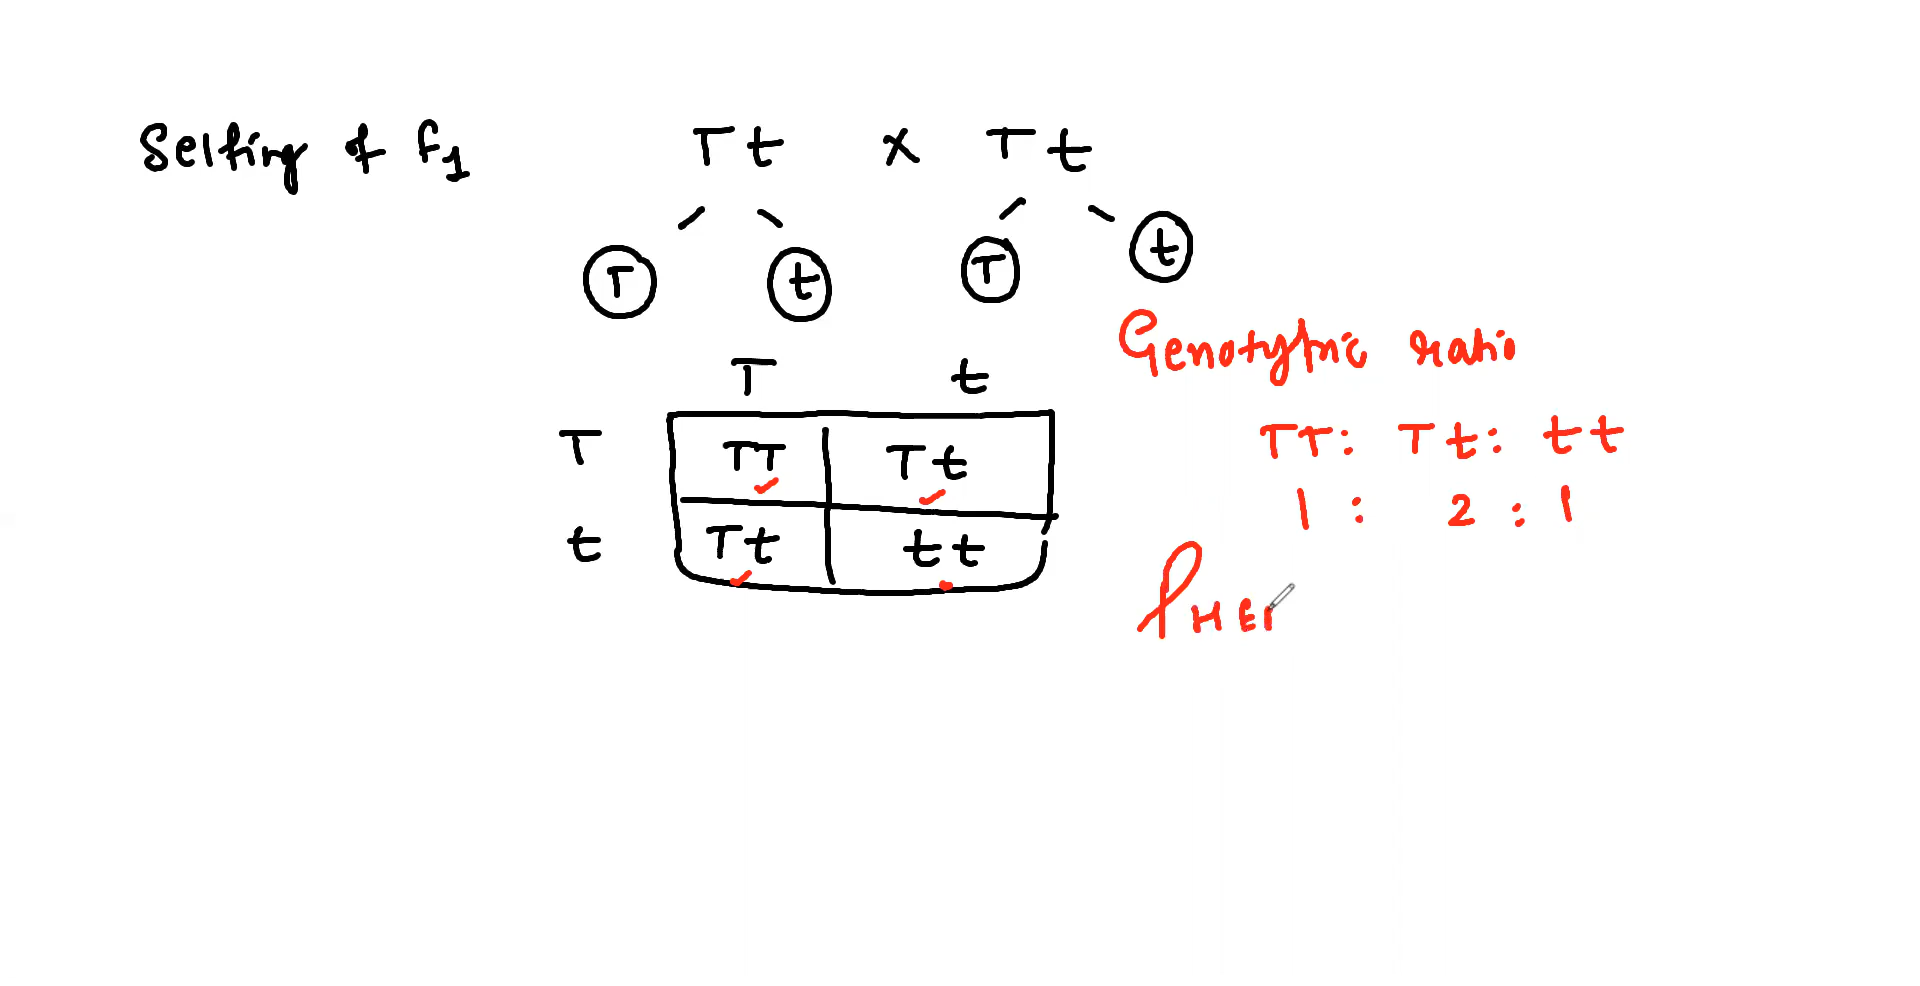 Selfing of F1
Tt x Tt
T t T t
T t
T TT Tt
t Tt tt
Genotypic ratio
TT: Tt: tt
1 : 2 : 1
PHE